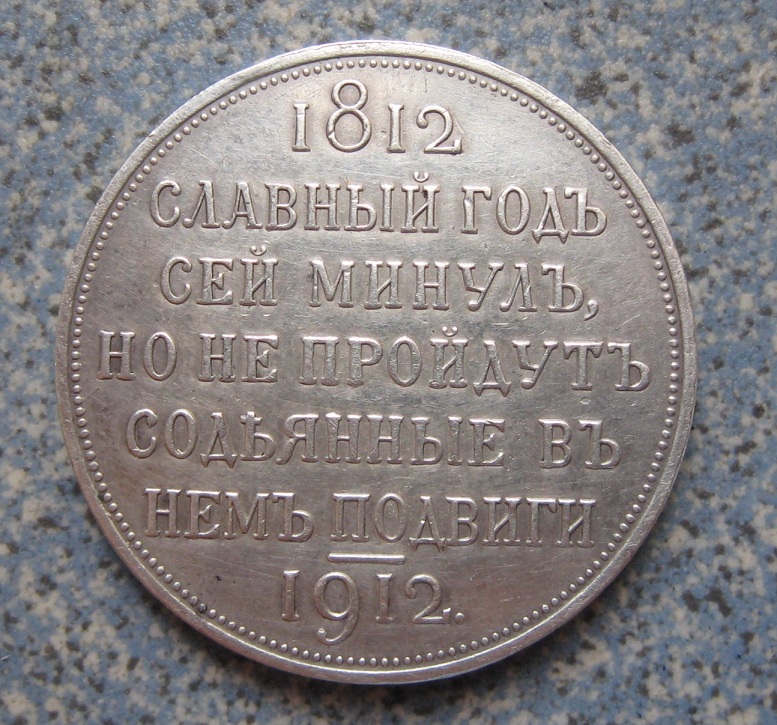 1812
СЛАВНЫЙ ГОДЪ
СЕЙ МИНУЛЪ,
НО НЕ ПРОЙДУТЪ
СОДѢЯННЫЕ ВЪ
НЕМЪ ПОДВИГИ
1912.